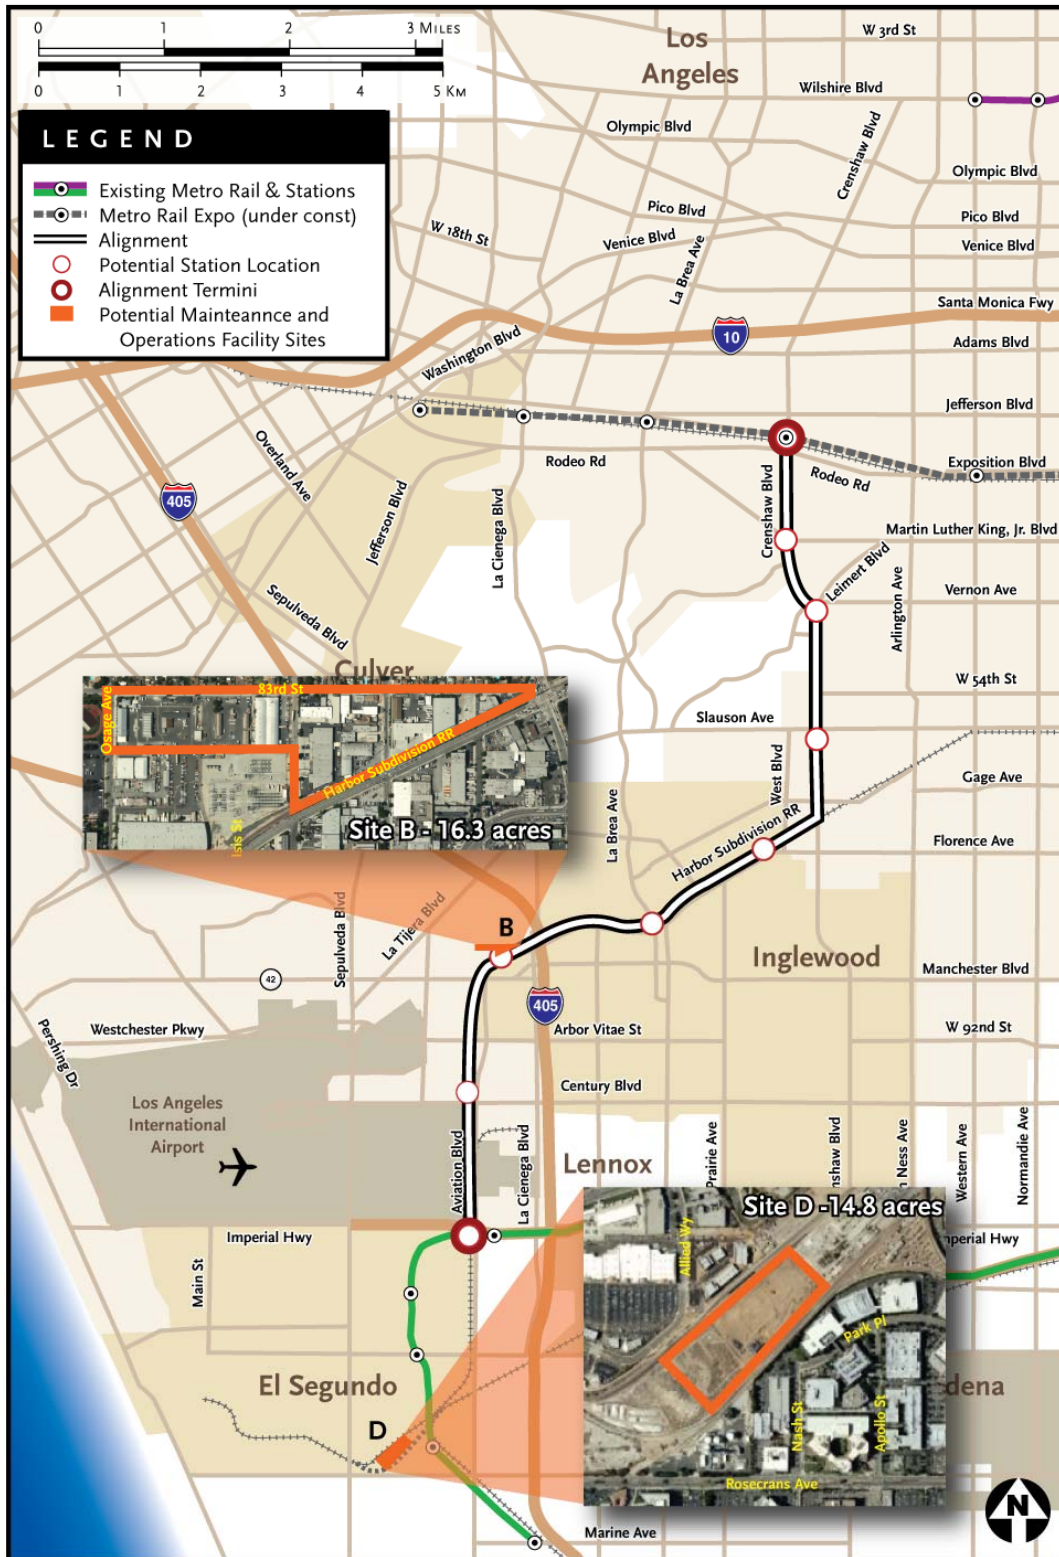 0 1 2 3 Miles
0 1 2 3 4 5 Km
LEGEND
Existing Metro Rail & Stations
Metro Rail Expo (under const)
Alignment
Potential Station Location
Alignment Termini
Potential Mainteannce and
Operations Facility Sites
Los
Angeles
W 3rd St
Wilshire Blvd
Crenshaw Blvd
Olympic Blvd
Olympic Blvd
Pico Blvd
Pico Blvd
W 18th St
Venice Blvd
Venice Blvd
La Brea Ave
Santa Monica Fwy
10
Washington Blvd
Adams Blvd
Jefferson Blvd
Overland Ave
Rodeo Rd
Rodeo Rd
Exposition Blvd
405
Jefferson Blvd
La Cienega Blvd
Crenshaw Blvd
Martin Luther King, Jr. Blvd
Leimert Blvd
Arlington Ave
Vernon Ave
Sepulveda Blvd
Culver
W 54th St
83rd St
Osage Ave
Harbor Subdivision RR
Isis St
Site B - 16.3 acres
Slauson Ave
West Blvd
Gage Ave
La Brea Ave
Harbor Subdivision RR
Florence Ave
Sepulveda Blvd
La Tijera Blvd
B
Inglewood
Manchester Blvd
42
405
Pershing Dr
Westchester Pkwy
Arbor Vitae St
W 92nd St
Century Blvd
Los Angeles
International
Airport
Aviation Blvd
La Cienega Blvd
Lennox
Prairie Ave
nshaw Blvd
n Ness Ave
Western Ave
Normandie Ave
Imperial Hwy
mperial Hwy
Main St
Site D -14.8 acres
Allied Wy
Park Pl
Nash St
Apollo St
Rosecrans Ave
El Segundo
D
dena
Marine Ave
N